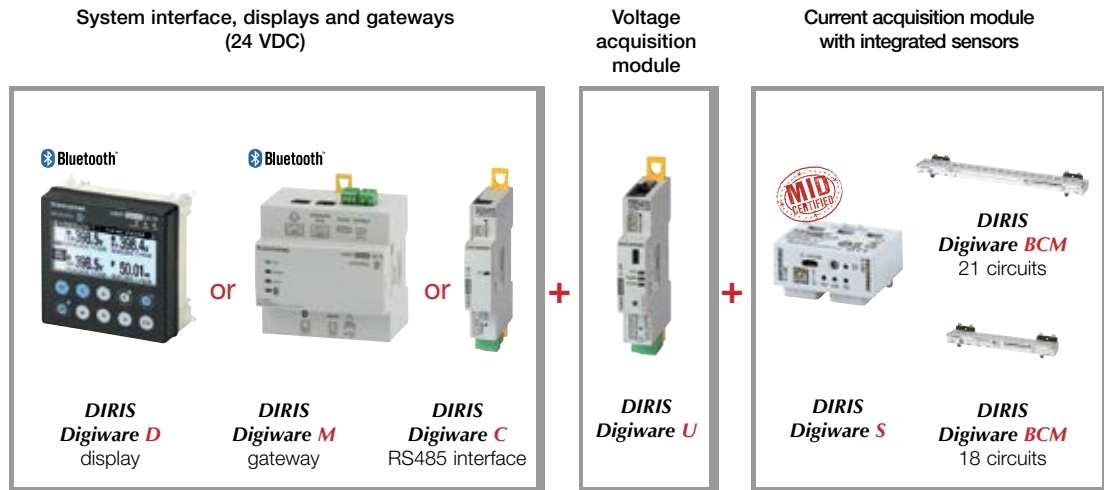 System interface, displays and gateways
(24 VDC)
Voltage
acquisition
module
Current acquisition module
with integrated sensors
Bluetooth™
Bluetooth™
or
or
+
+
MID
CERTIFIED
DIRIS
Digiware BCM
21 circuits
DIRIS
Digiware D
display
DIRIS
Digiware M
gateway
DIRIS
Digiware C
RS485 interface
DIRIS
Digiware U
DIRIS
Digiware S
DIRIS
Digiware BCM
18 circuits